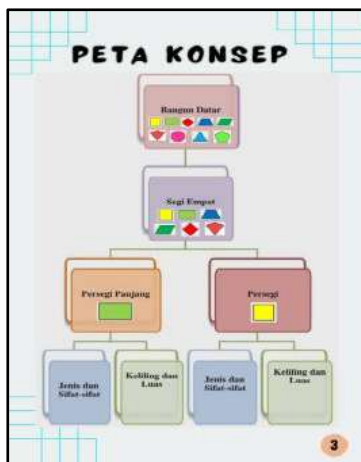 PETA KONSEP
Bangun Datar
Segi Empat
Persegi Panjang
Persegi
Jenis dan
Sifat-sifat
Keliling dan
Luas
Jenis dan
Sifat-sifat
Keliling dan
Luas
3